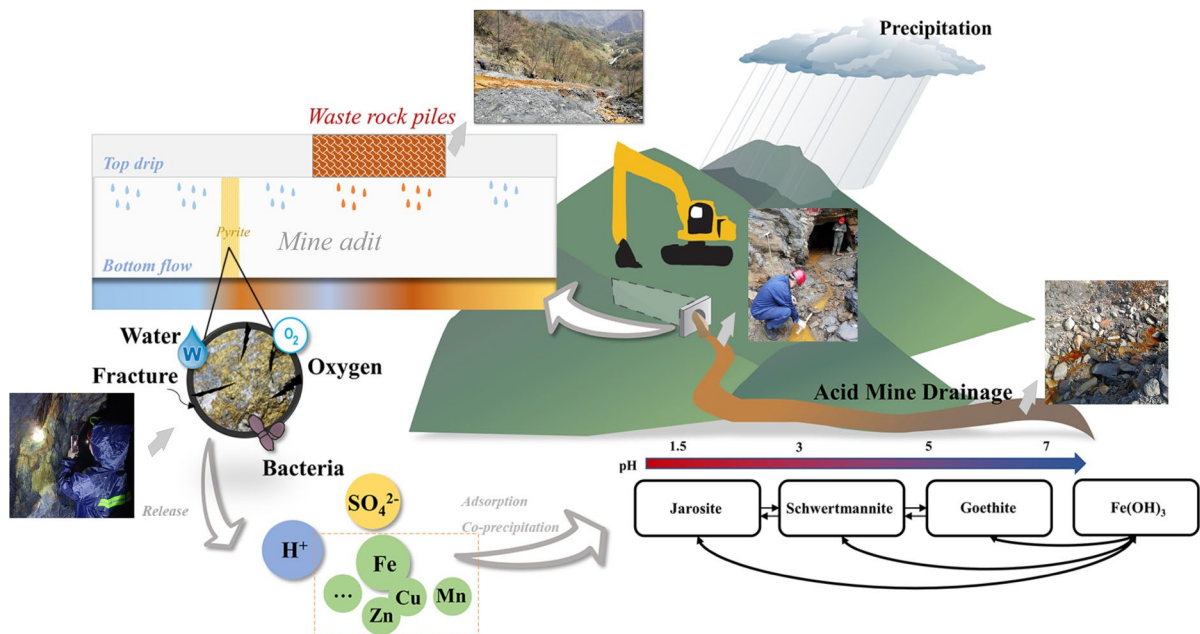 Precipitation
Waste rock piles
Top drip
Pyrite
Mine adit
Bottom flow
Water
W
O₂
Fracture
Oxygen
Bacteria
Release
Acid Mine Drainage
pH
1.5
3
5
7
SO₄²⁻
H⁺
Fe
...
Cu
Mn
Zn
Adsorption
Co-precipitation
Jarosite
Schwertmannite
Goethite
Fe(OH)₃